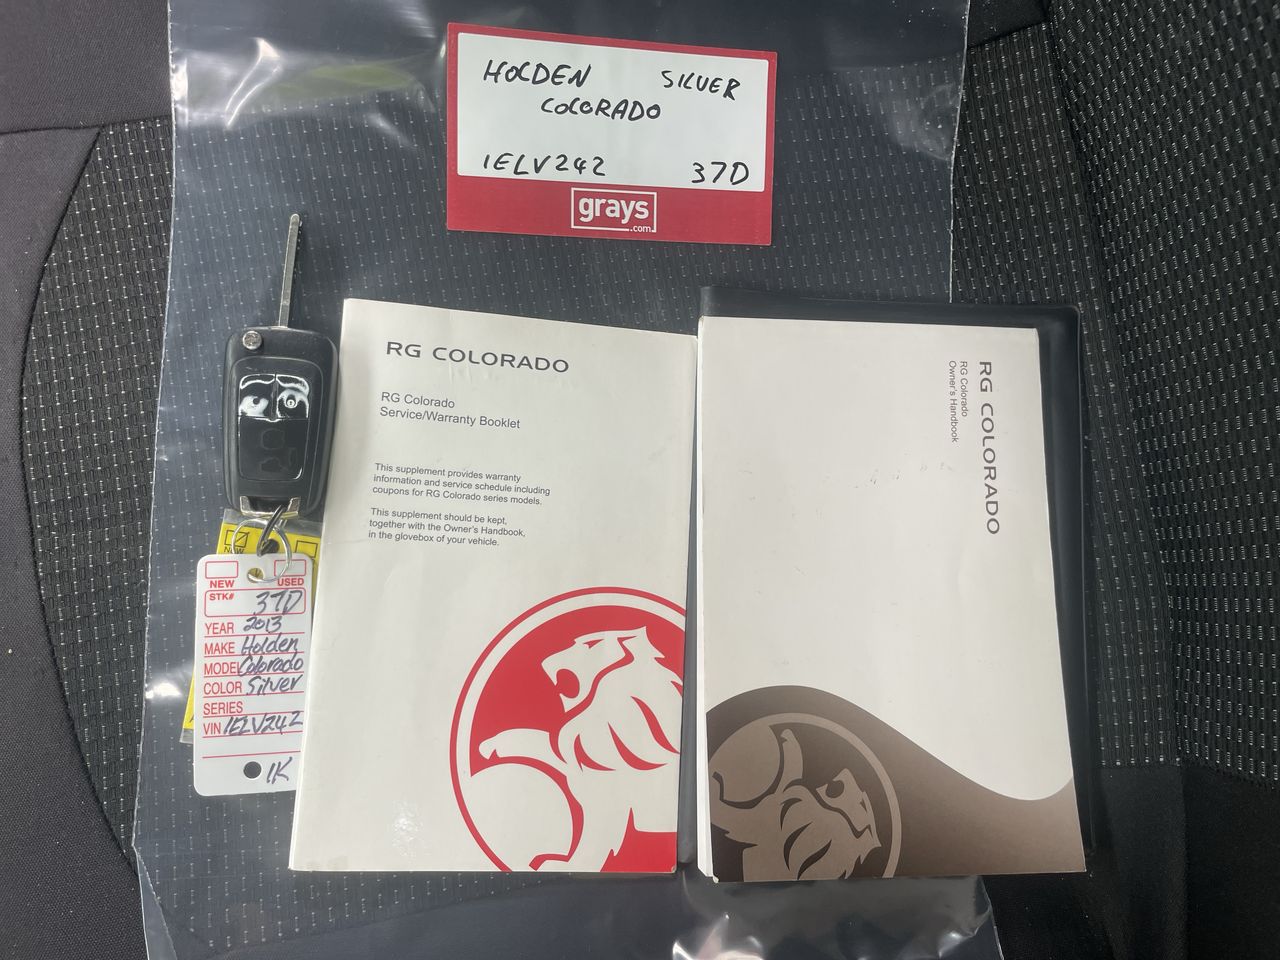 HOLDEN SILVER
COLORADO
1ELV242 37D
grays
.com
RG COLORADO
RG Colorado
Service/Warranty Booklet
This supplement provides warranty
information and service schedule including
coupons for RG Colorado series models.
This supplement should be kept,
together with the Owner's Handbook,
in the glovebox of your vehicle.
RG COLORADO
RG Colorado
Owner's Handbook
NEW USED
STK# 37D
YEAR 2013
MAKE Holden
MODEL Colorado
COLOR Silver
SERIES
VIN 1ELV242
1K